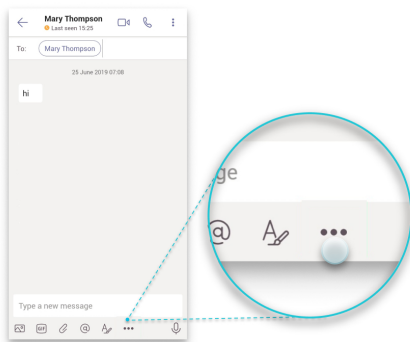 Mary Thompson
Last seen 15:25
To:
Mary Thompson
25 June 2019 07:08
hi
Type a new message
GIF
@
ge
@